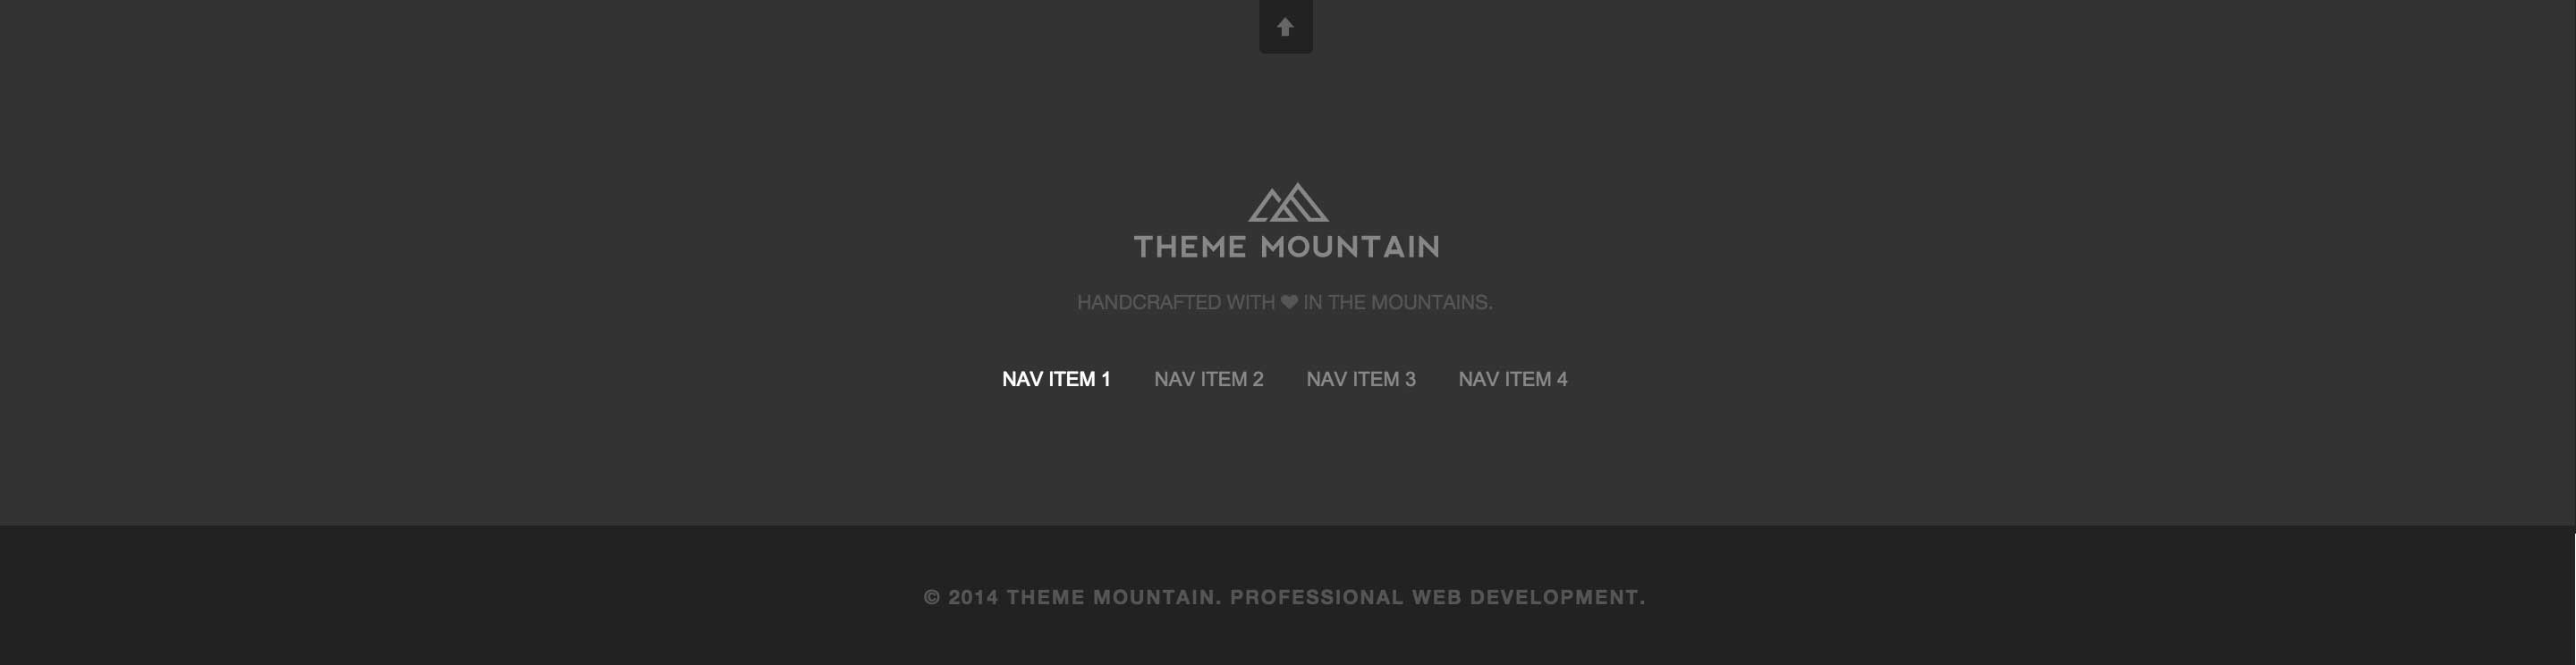 THEME MOUNTAIN
HANDCRAFTED WITH ❤ IN THE MOUNTAINS.
NAV ITEM 1 NAV ITEM 2 NAV ITEM 3 NAV ITEM 4
© 2014 THEME MOUNTAIN. PROFESSIONAL WEB DEVELOPMENT.